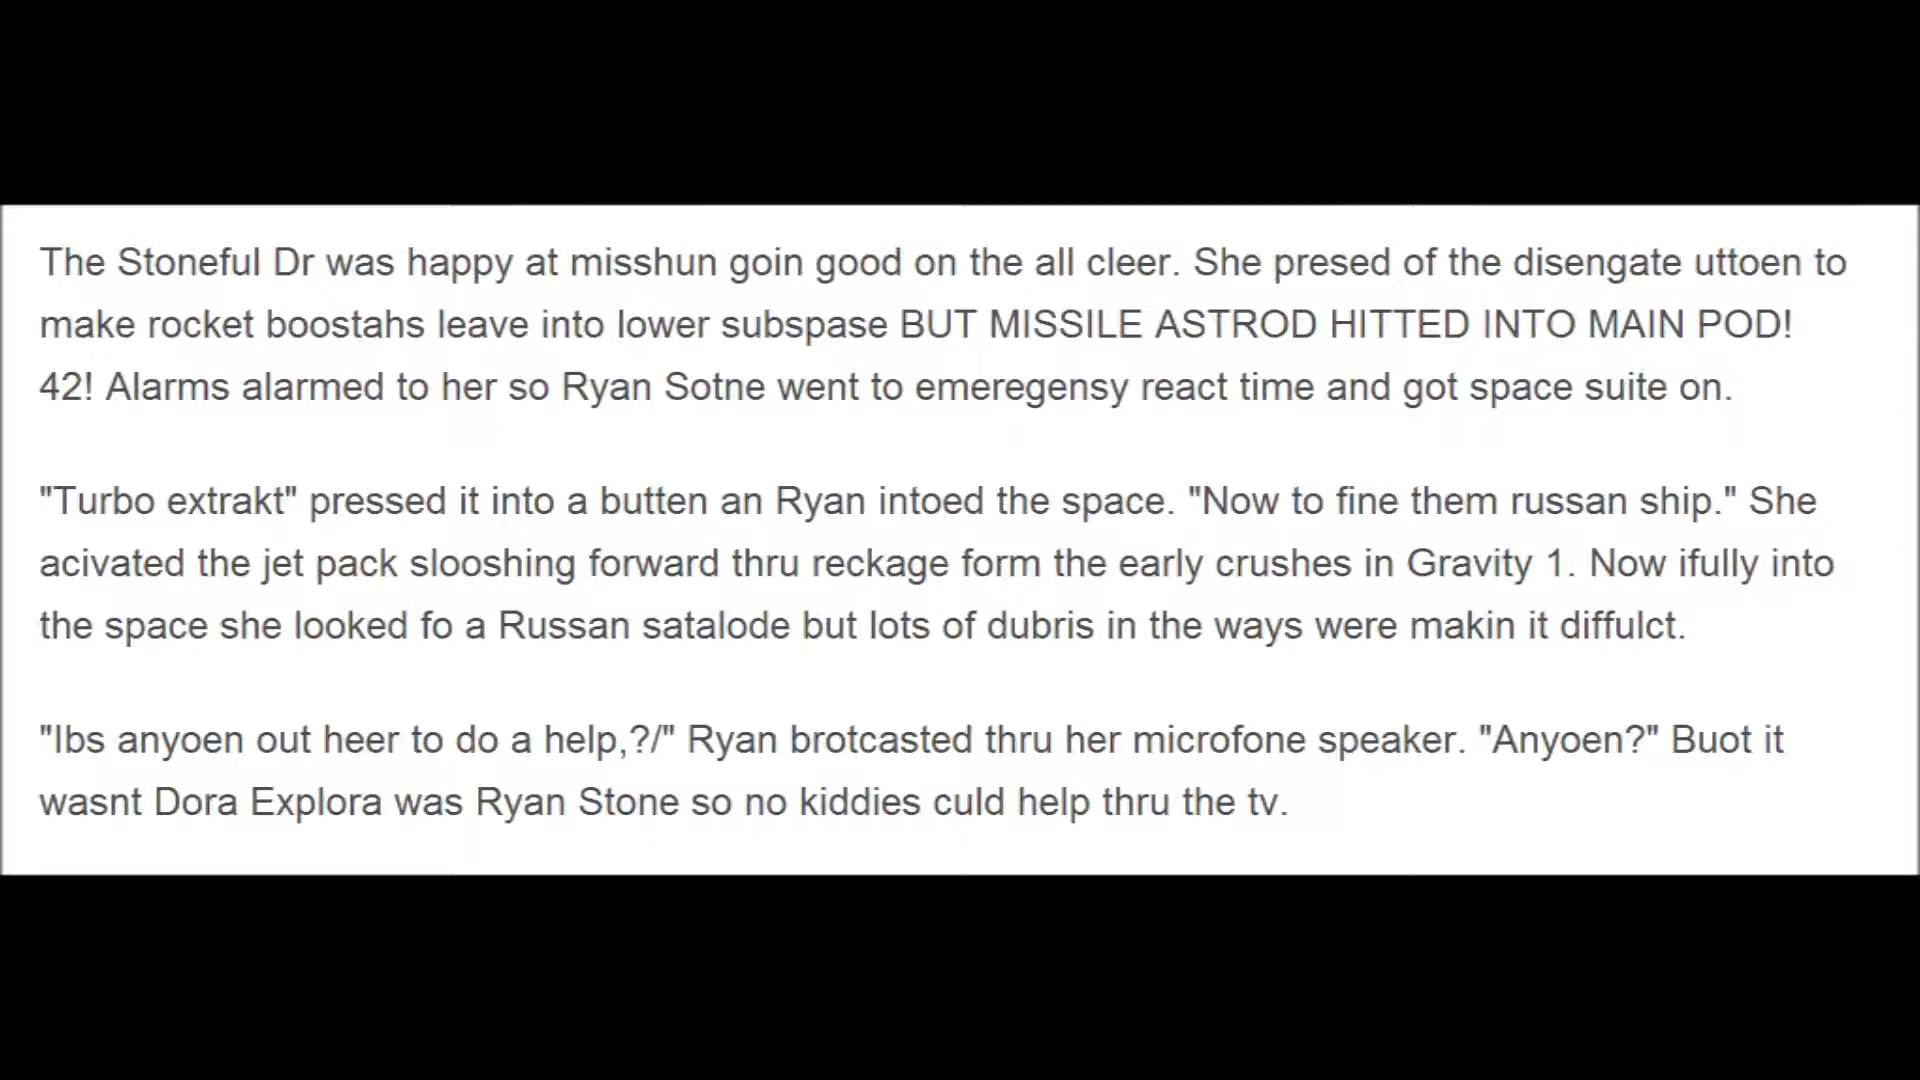 The Stoneful Dr was happy at misshun goin good on the all cleer. She presed of the disengate uttoen to
make rocket boostahs leave into lower subspase BUT MISSILE ASTROD HITTED INTO MAIN POD!
42! Alarms alarmed to her so Ryan Sotne went to emeregensy react time and got space suite on.
"Turbo extrakt" pressed it into a butten an Ryan intoed the space. "Now to fine them russan ship." She
acivated the jet pack slooshing forward thru reckage form the early crushes in Gravity 1. Now ifully into
the space she looked fo a Russan satalode but lots of dubris in the ways were makin it diffulct.
"Ibs anyoen out heer to do a help,?/" Ryan brotcasted thru her microfone speaker. "Anyoen?" Buot it
wasnt Dora Explora was Ryan Stone so no kiddies culd help thru the tv.